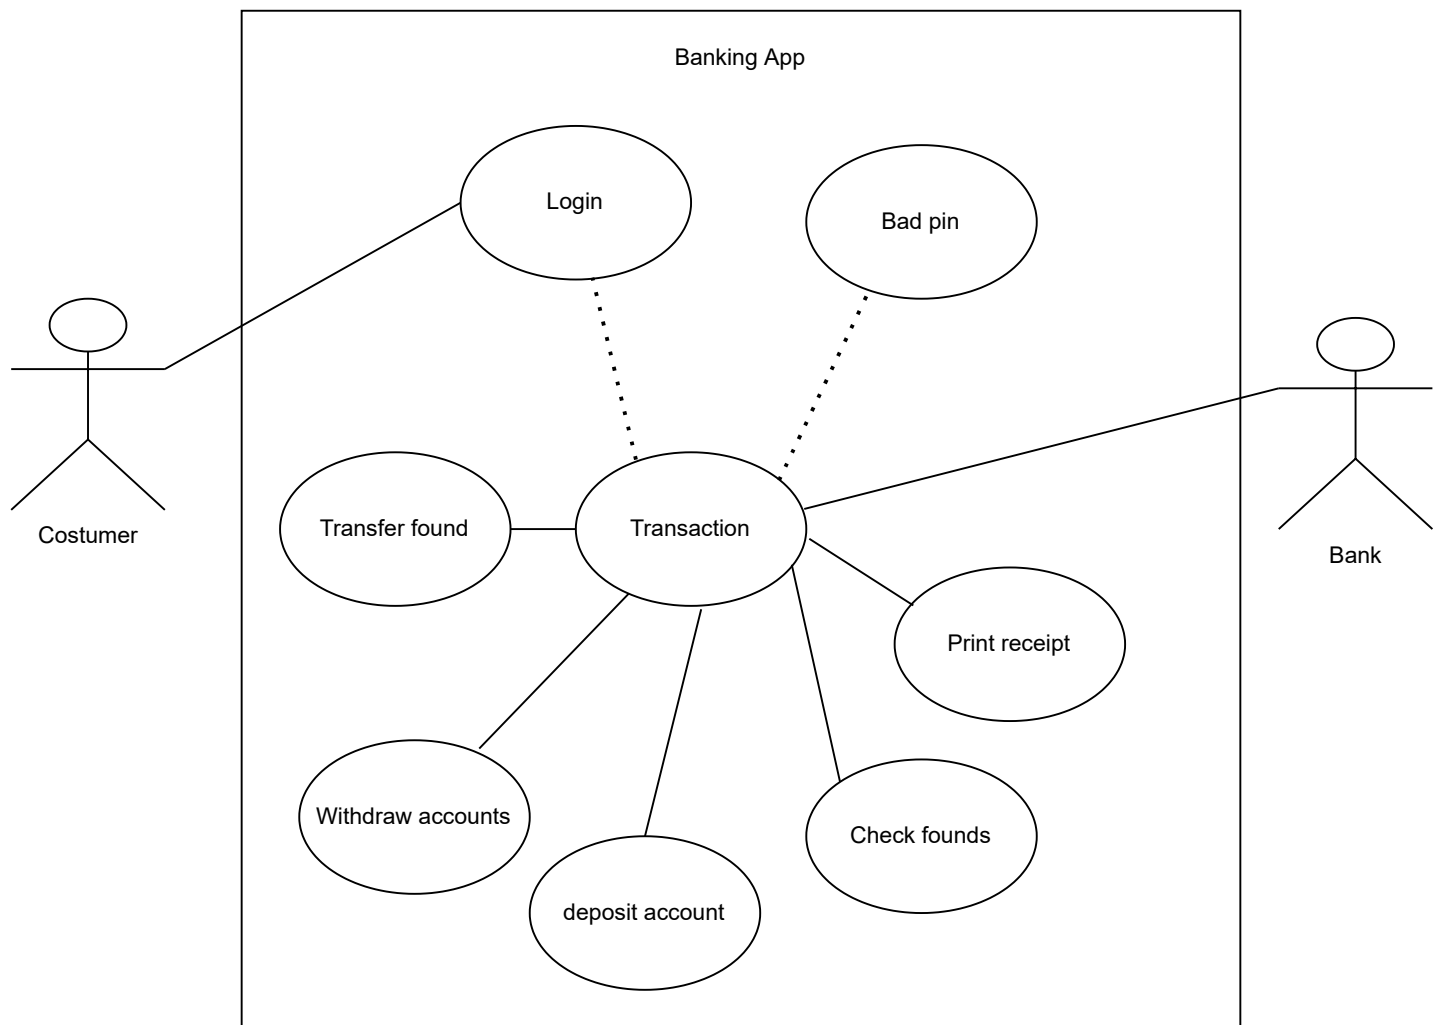 Banking App
Login
Bad pin
Costumer
Transfer found
Transaction
Bank
Print receipt
Withdraw accounts
Check founds
deposit account